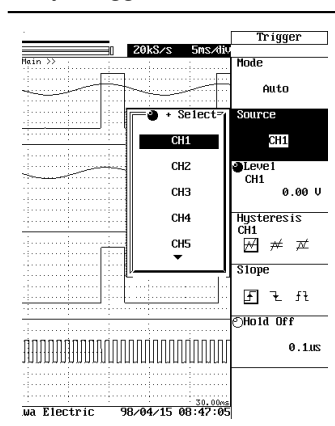 Trigger
20kS/s 5ms/div
Main >>
Mode
Auto
+ Select
CH1
CH2
CH3
CH4
CH5
Source
CH1
Level
CH1
0.00 V
Hysteresis
CH1
Slope
Hold Off
0.1us
30.00ms
wa Electric 98/04/15 08:47:05